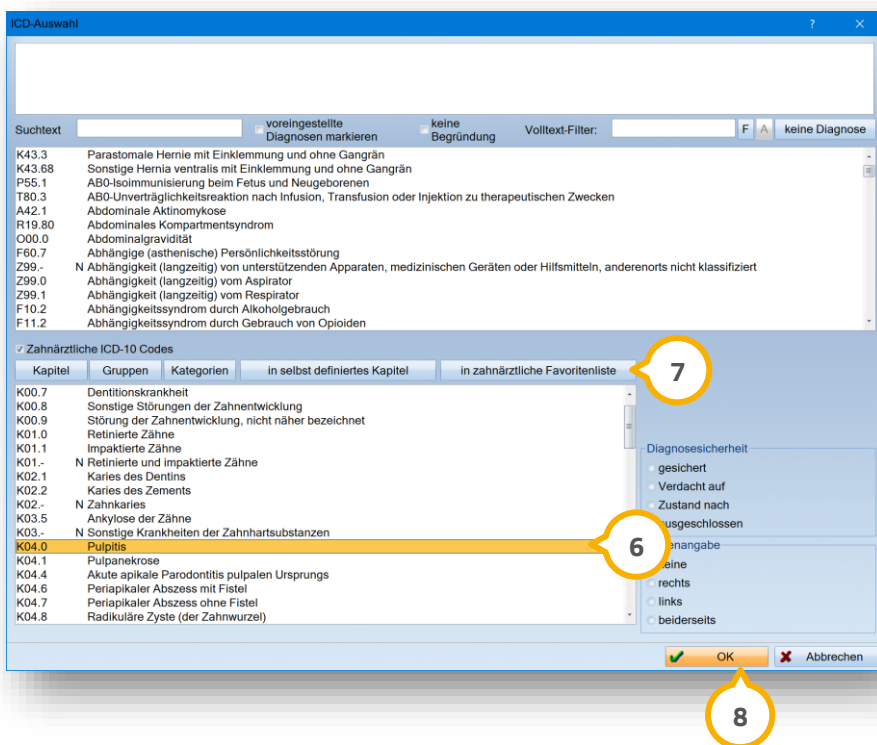 ICD-Auswahl ? ×
Suchtext voreingestellte Diagnosen markieren keine Begründung Volltext-Filter: F A keine Diagnose
K43.3 Parastomale Hernie mit Einklemmung und ohne Gangrän
K43.68 Sonstige Hernia ventralis mit Einklemmung und ohne Gangrän
P55.1 AB0-Isoimmunisierung beim Fetus und Neugeborenen
T80.3 AB0-Unverträglichkeitsreaktion nach Infusion, Transfusion oder Injektion zu therapeutischen Zwecken
A42.1 Abdominale Aktinomykose
R19.80 Abdominales Kompartmentsyndrom
O00.0 Abdominalgravidität
F60.7 Abhängige (asthenische) Persönlichkeitsstörung
Z99.- N Abhängigkeit (langzeitig) von unterstützenden Apparaten, medizinischen Geräten oder Hilfsmitteln, anderenorts nicht klassifiziert
Z99.0 Abhängigkeit (langzeitig) vom Aspirator
Z99.1 Abhängigkeit (langzeitig) vom Respirator
F10.2 Abhängigkeitssyndrom durch Alkoholgebrauch
F11.2 Abhängigkeitssyndrom durch Gebrauch von Opioiden
Zahnärztliche ICD-10 Codes
Kapitel Gruppen Kategorien in selbst definiertes Kapitel in zahnärztliche Favoritenliste 7
K00.7 Dentitionskrankheit
K00.8 Sonstige Störungen der Zahnentwicklung
K00.9 Störung der Zahnentwicklung, nicht näher bezeichnet
K01.0 Retinierte Zähne
K01.1 Impaktierte Zähne
K01.- N Retinierte und impaktierte Zähne
K02.1 Karies des Dentins
K02.2 Karies des Zements
K02.- N Zahnkaries
K03.5 Ankylose der Zähne
K03.- N Sonstige Krankheiten der Zahnhartsubstanzen
K04.0 Pulpitis 6
K04.1 Pulpanekrose
K04.4 Akute apikale Parodontitis pulpalen Ursprungs
K04.6 Periapikaler Abszess mit Fistel
K04.7 Periapikaler Abszess ohne Fistel
K04.8 Radikuläre Zyste (der Zahnwurzel)
Diagnosesicherheit
gesichert
Verdacht auf
Zustand nach
ausgeschlossen
enangabe
keine
rechts
links
beiderseits
OK Abbrechen
8